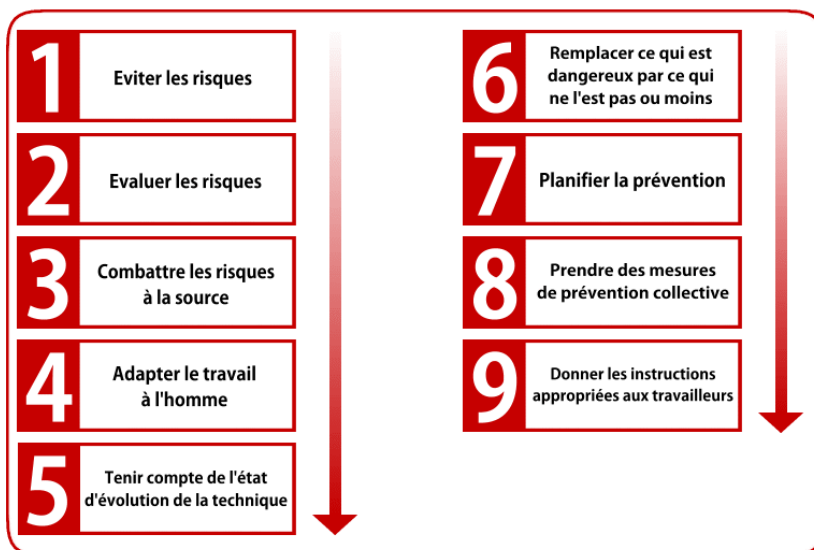 1
Eviter les risques
2
Evaluer les risques
3
Combattre les risques
à la source
4
Adapter le travail
à l'homme
5
Tenir compte de l'état
d'évolution de la technique
6
Remplacer ce qui est
dangereux par ce qui
ne l'est pas ou moins
7
Planifier la prévention
8
Prendre des mesures
de prévention collective
9
Donner les instructions
appropriées aux travailleurs